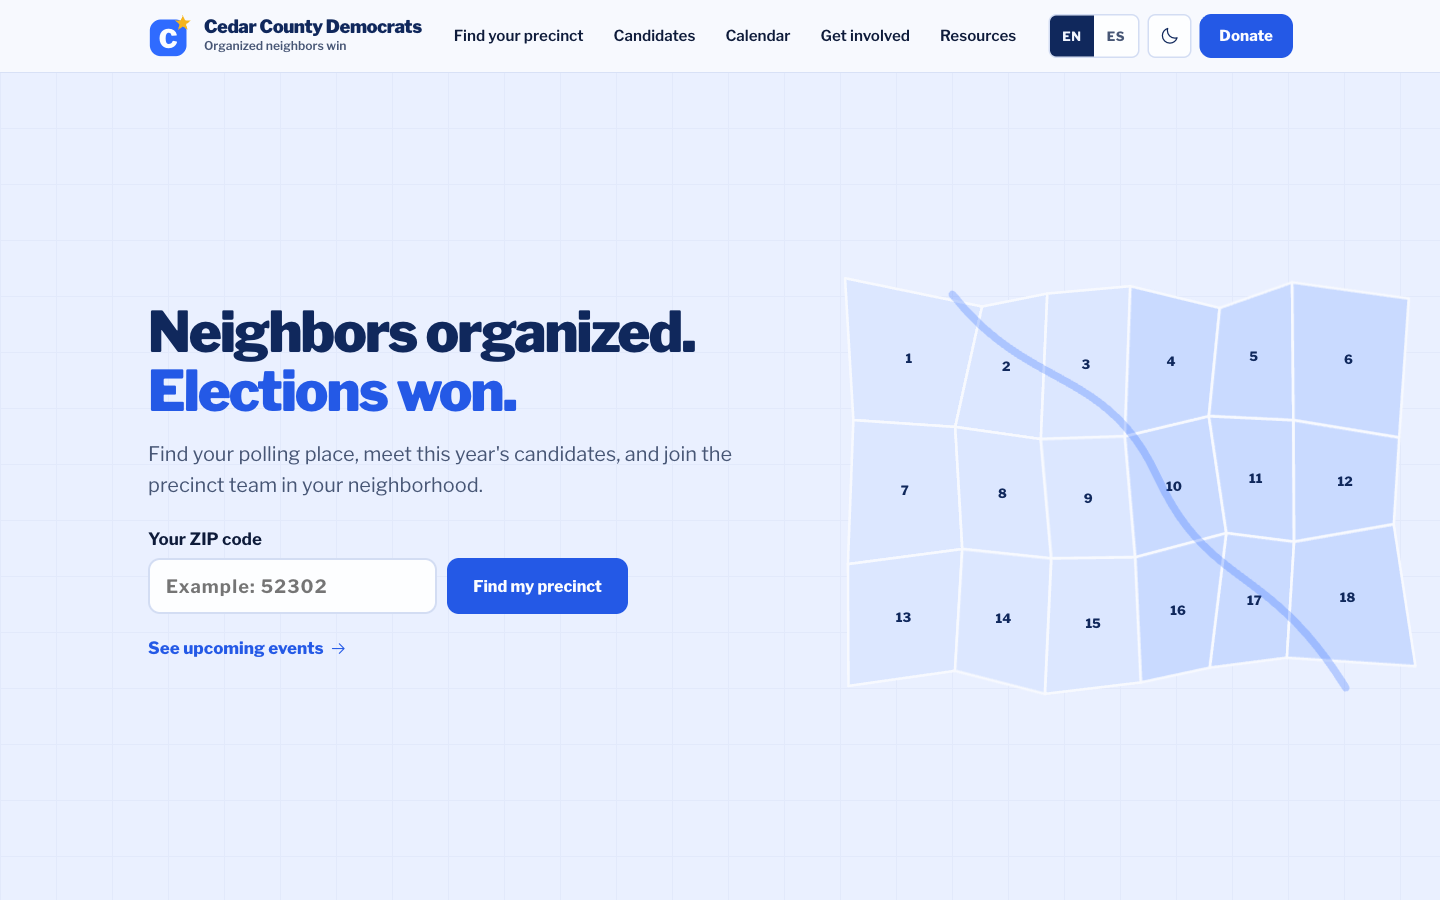 C
Cedar County Democrats
Organized neighbors win
Find your precinct
Candidates
Calendar
Get involved
Resources
EN
ES
Donate
Neighbors organized.
Elections won.
Find your polling place, meet this year's candidates, and join the
precinct team in your neighborhood.
Your ZIP code
Example: 52302
Find my precinct
See upcoming events →
1
2
3
4
5
6
7
8
9
10
11
12
13
14
15
16
17
18